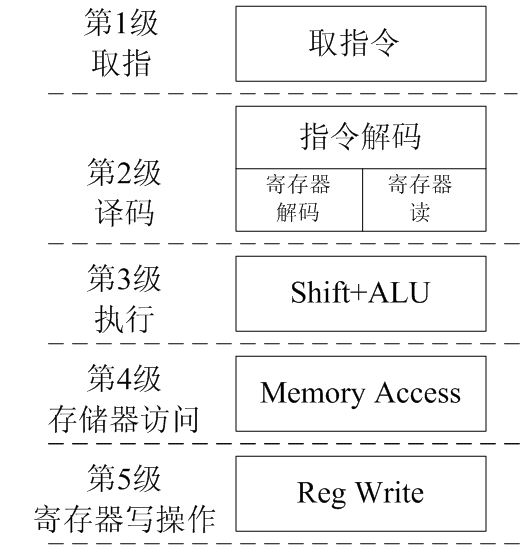 第1级
取指
取指令
第2级
译码
指令解码
寄存器
解码
寄存器
读
第3级
执行
Shift+ALU
第4级
存储器访问
Memory Access
第5级
寄存器写操作
Reg Write